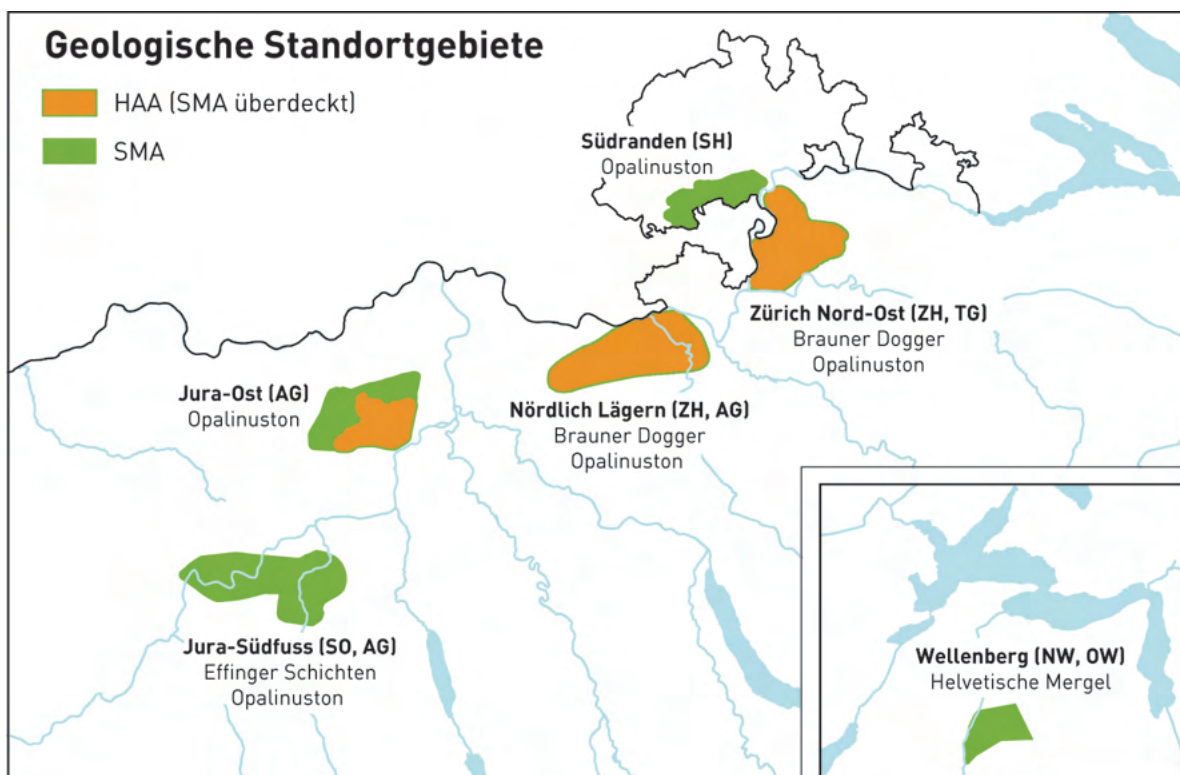 Geologische Standortgebiete
HAA (SMA überdeckt)
SMA
Südranden (SH)
Opalinuston
Zürich Nord-Ost (ZH, TG)
Brauner Dogger
Opalinuston
Jura-Ost (AG)
Opalinuston
Nördlich Lägern (ZH, AG)
Brauner Dogger
Opalinuston
Jura-Südfuss (SO, AG)
Effinger Schichten
Opalinuston
Wellenberg (NW, OW)
Helvetische Mergel